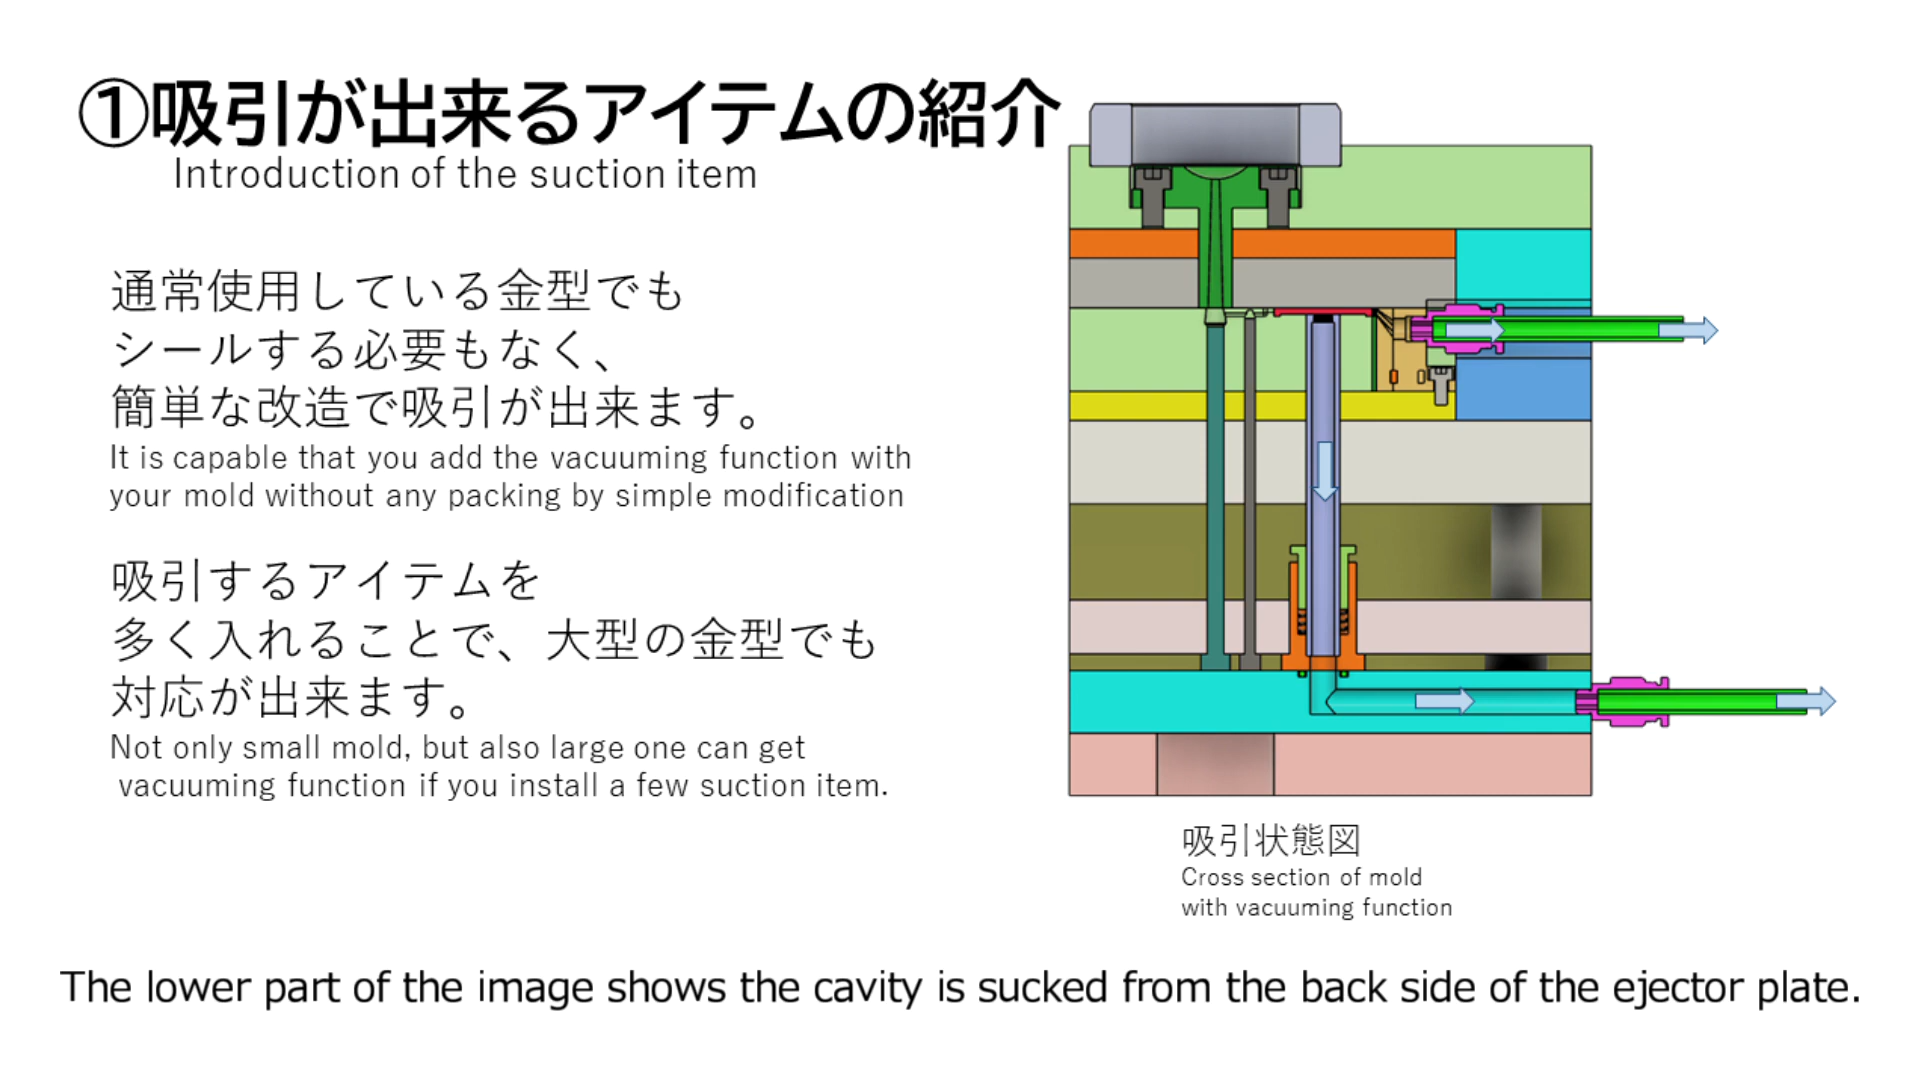 ①吸引が出来るアイテムの紹介
Introduction of the suction item
通常使用している金型でも
シールする必要もなく、
簡単な改造で吸引が出来ます。
It is capable that you add the vacuuming function with
your mold without any packing by simple modification
吸引するアイテムを
多く入れることで、大型の金型でも
対応が出来ます。
Not only small mold, but also large one can get
vacuuming function if you install a few suction item.
吸引状態図
Cross section of mold
with vacuuming function
The lower part of the image shows the cavity is sucked from the back side of the ejector plate.